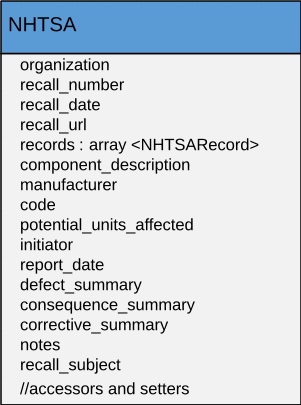 NHTSA
organization
recall_number
recall_date
recall_url
records : array <NHTSARecord>
component_description
manufacturer
code
potential_units_affected
initiator
report_date
defect_summary
consequence_summary
corrective_summary
notes
recall_subject
//accessors and setters